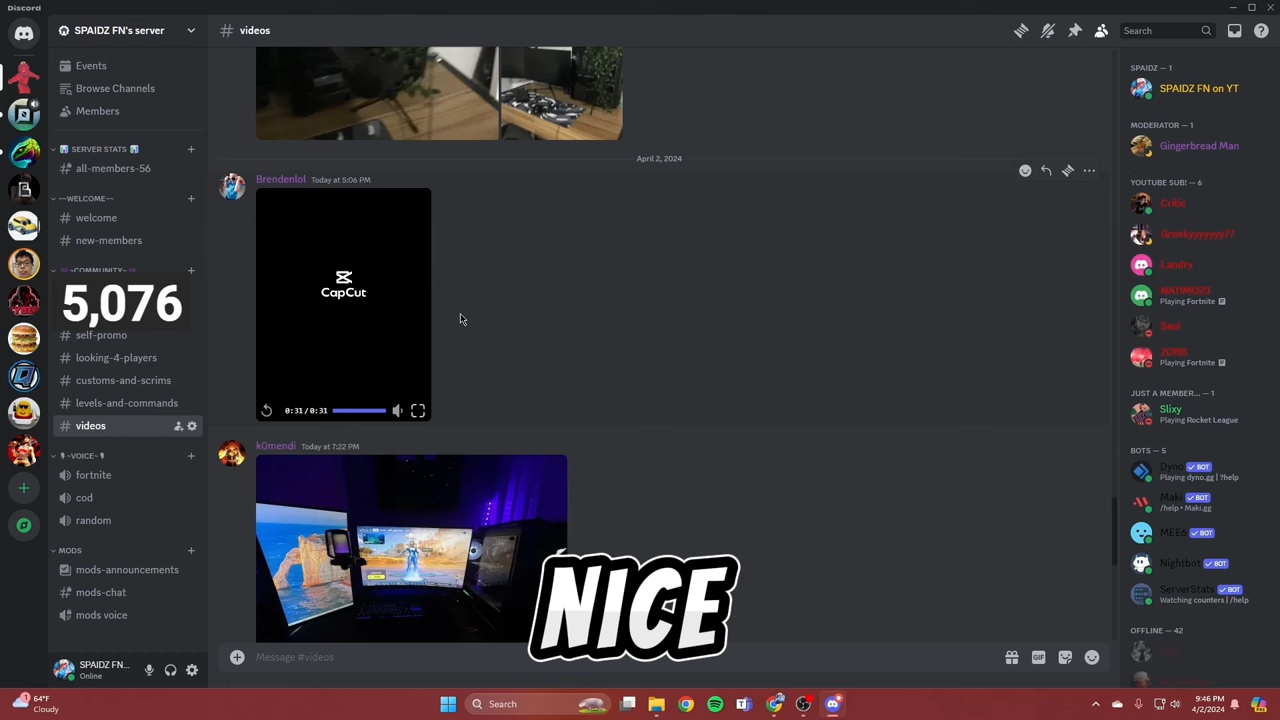 Discord
SPAIDZ FN's server
Events
Browse Channels
Members
SERVER STATS
all-members-56
~~WELCOME~~
welcome
new-members
~COMMUNITY~
5,076
self-promo
looking-4-players
customs-and-scrims
levels-and-commands
videos
~VOICE~
fortnite
cod
random
MODS
mods-announcements
mods-chat
mods voice
SPAIDZ FN...
Online
# videos
Search
April 2, 2024
Brendenlol Today at 5:06 PM
CapCut
0:31/0:31
k0mendi Today at 7:22 PM
NICE
Message #videos
GIF
SPAIDZ — 1
SPAIDZ FN on YT
MODERATOR — 1
Gingerbread Man
YOUTUBE SUB! — 6
Critic
Landry
Playing Fortnite
Saul
Playing Fortnite
JUST A MEMBER... — 1
Slixy
Playing Rocket League
BOTS — 5
Dyno BOT
Playing dyno.gg | ?help
Maki BOT
/help • Maki.gg
MEE6 BOT
Nightbot BOT
ServerStats BOT
Watching counters | /help
OFFLINE — 42
1
64°F
Cloudy
Search
9:46 PM
4/2/2024